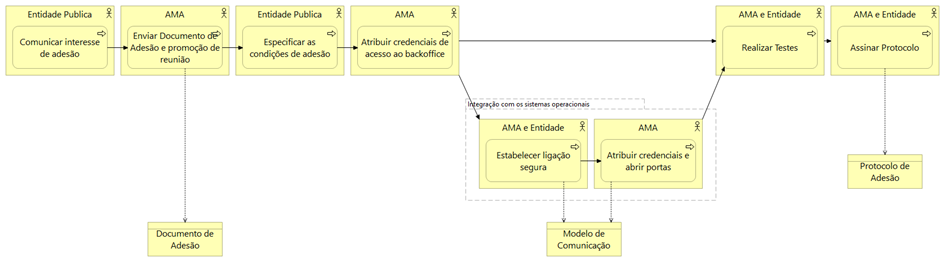 Entidade Publica
Comunicar interesse
de adesão
AMA
Enviar Documento de
Adesão e promoção de
reunião
Entidade Publica
Especificar as
condições de adesão
AMA
Atribuir credenciais de
acesso ao backoffice
AMA e Entidade
Realizar Testes
AMA e Entidade
Assinar Protocolo
Integração com os sistemas operacionais
AMA e Entidade
Estabelecer ligação
segura
AMA
Atribuir credenciais e
abrir portas
Protocolo de
Adesão
Documento de
Adesão
Modelo de
Comunicação